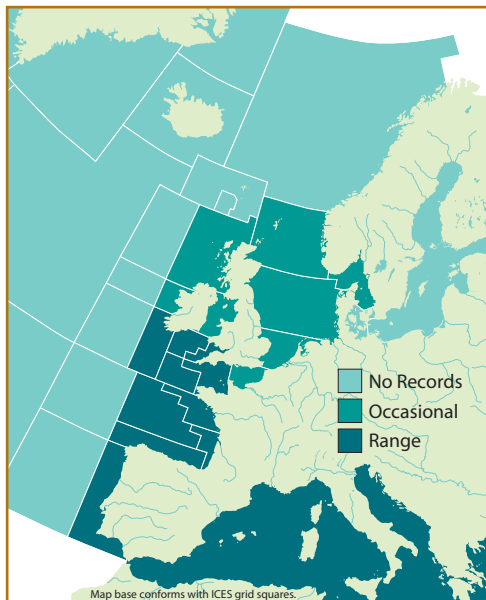 No Records
Occasional
Range
Map base conforms with ICES grid squares.